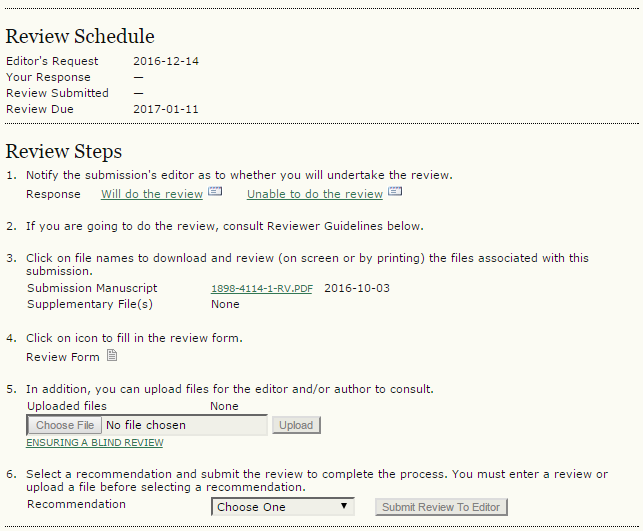 Review Schedule
Editor's Request 2016-12-14
Your Response —
Review Submitted —
Review Due 2017-01-11
Review Steps
1. Notify the submission's editor as to whether you will undertake the review.
Response Will do the review Unable to do the review
2. If you are going to do the review, consult Reviewer Guidelines below.
3. Click on file names to download and review (on screen or by printing) the files associated with this
submission.
Submission Manuscript 1898-4114-1-RV.PDF 2016-10-03
Supplementary File(s) None
4. Click on icon to fill in the review form.
Review Form
5. In addition, you can upload files for the editor and/or author to consult.
Uploaded files None
Choose File No file chosen Upload
ENSURING A BLIND REVIEW
6. Select a recommendation and submit the review to complete the process. You must enter a review or
upload a file before selecting a recommendation.
Recommendation Choose One Submit Review To Editor